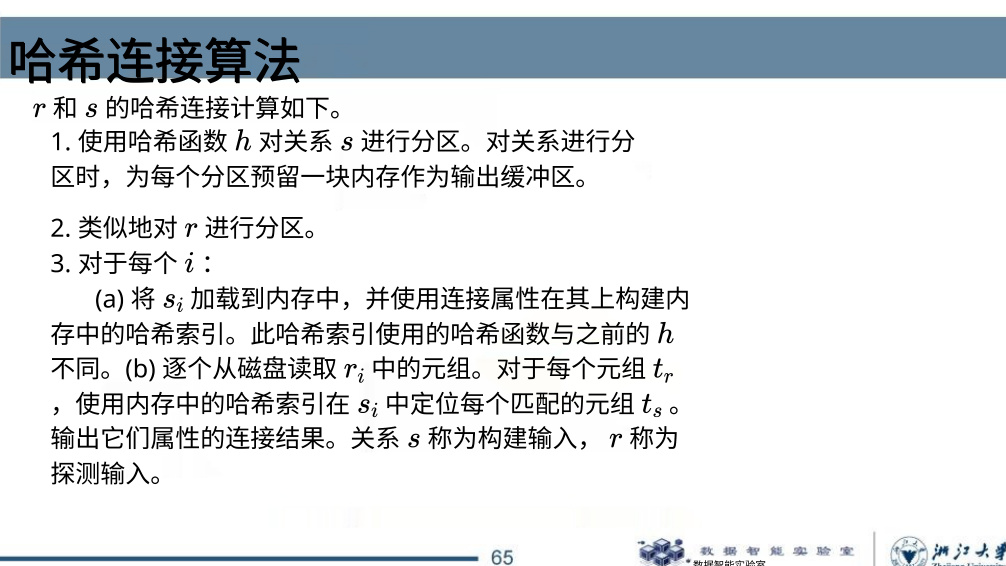 哈希连接算法
r 和 s 的哈希连接计算如下。
1. 使用哈希函数 h 对关系 s 进行分区。对关系进行分
区时，为每个分区预留一块内存作为输出缓冲区。
2. 类似地对 r 进行分区。
3. 对于每个 i：
(a) 将 s_i 加载到内存中，并使用连接属性在其上构建内
存中的哈希索引。此哈希索引使用的哈希函数与之前的 h
不同。(b) 逐个从磁盘读取 r_i 中的元组。对于每个元组 t_r
，使用内存中的哈希索引在 s_i 中定位每个匹配的元组 t_s。
输出它们属性的连接结果。关系 s 称为构建输入， r 称为
探测输入。
65
数据智能实验室
*数据智能实验室
浙江大学